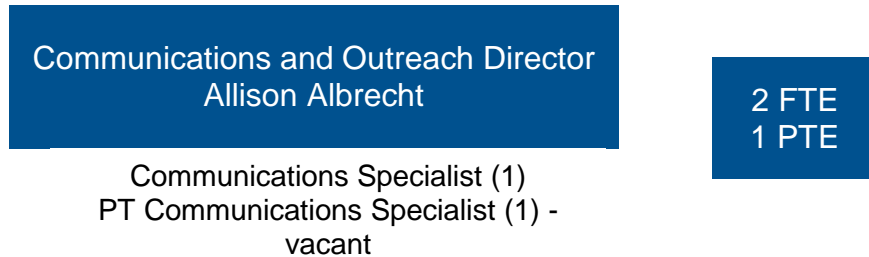 Communications and Outreach Director
Allison Albrecht
2 FTE
1 PTE
Communications Specialist (1)
PT Communications Specialist (1) -
vacant